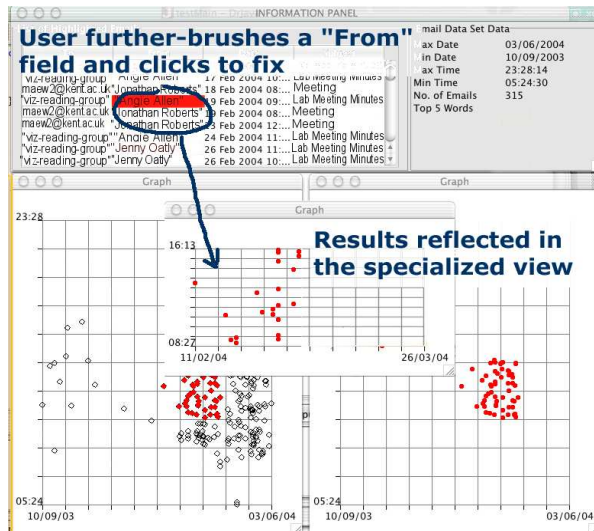 INFORMATION PANEL
User further-brushes a "From"
field and clicks to fix
Email Data Set Data
Max Date 03/06/2004
Min Date 10/09/2003
Max Time 23:28:14
Min Time 05:24:30
No. of Emails 315
Top 5 Words
"viz-reading-group" "Angie Allen" 17 Feb 2004 10:... Lab Meeting Minutes
maew2@kent.ac.uk "Jonathan Roberts" 18 Feb 2004 08:... Meeting
"viz-reading-group" "Angie Allen" 19 Feb 2004 09:... Lab Meeting Minutes
maew2@kent.ac.uk "Jonathan Roberts" 19 Feb 2004 08:... Meeting
maew2@kent.ac.uk "Jonathan Roberts" 23 Feb 2004 12:... Meeting
"viz-reading-group" "Angie Allen" 24 Feb 2004 11:... Lab Meeting Minutes
"viz-reading-group" "Jenny Oatly" 26 Feb 2004 11:... Lab Meeting Minutes
"viz-reading-group" "Jenny Oatly" 26 Feb 2004 10:... Lab Meeting Minutes
Graph
Graph
Graph
23:28
16:13
Results reflected in
the specialized view
08:27
11/02/04 26/03/04
05:24
10/09/03 03/06/04
10/09/03 03/06/04